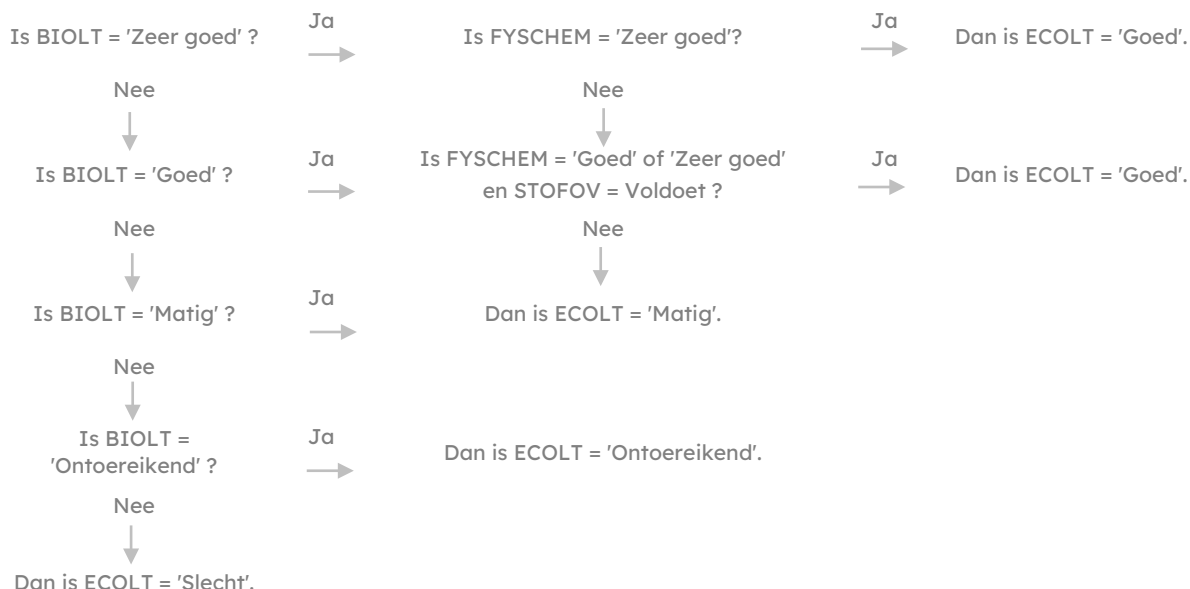 Is BIOLT = 'Zeer goed' ?
Ja
Is FYSCHEM = 'Zeer goed'?
Ja
Dan is ECOLT = 'Goed'.
Nee
Nee
Is BIOLT = 'Goed' ?
Ja
Is FYSCHEM = 'Goed' of 'Zeer goed'
en STOFOV = Voldoet ?
Ja
Dan is ECOLT = 'Goed'.
Nee
Nee
Is BIOLT = 'Matig' ?
Ja
Dan is ECOLT = 'Matig'.
Nee
Is BIOLT =
'Ontoereikend' ?
Ja
Dan is ECOLT = 'Ontoereikend'.
Nee
Dan is ECOLT = 'Slecht'.